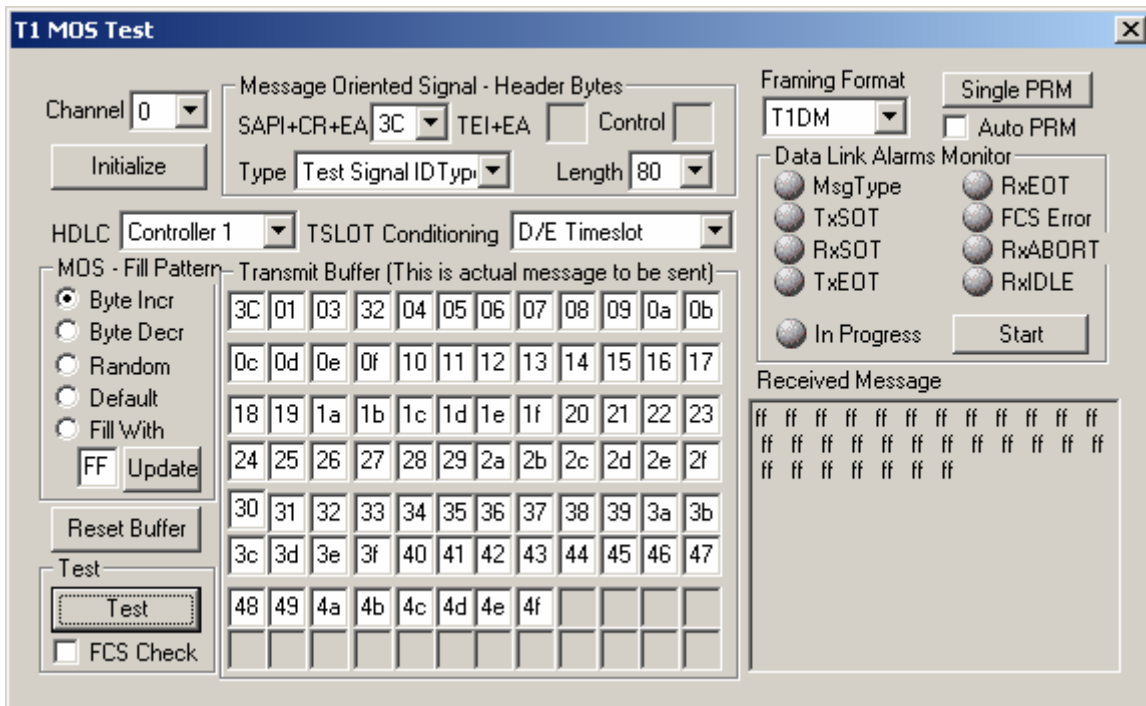 T1 MOS Test
Channel 0
Initialize
Message Oriented Signal - Header Bytes
SAPI+CR+EA 3C TEI+EA Control
Type Test Signal IDTyp Length 80
Framing Format
T1DM
Single PRM
Auto PRM
HDLC Controller 1 TSLOT Conditioning D/E Timeslot
Data Link Alarms Monitor
MsgType RxEOT
TxSOT FCS Error
RxSOT RxABORT
TxEOT RxIDLE
In Progress Start
MOS - Fill Pattern
Byte Incr
Byte Decr
Random
Default
Fill With
FF Update
Reset Buffer
Test
Test
FCS Check
Transmit Buffer (This is actual message to be sent)
3C 01 03 32 04 05 06 07 08 09 0a 0b
0c 0d 0e 0f 10 11 12 13 14 15 16 17
18 19 1a 1b 1c 1d 1e 1f 20 21 22 23
24 25 26 27 28 29 2a 2b 2c 2d 2e 2f
30 31 32 33 34 35 36 37 38 39 3a 3b
3c 3d 3e 3f 40 41 42 43 44 45 46 47
48 49 4a 4b 4c 4d 4e 4f
Received Message
ff ff ff ff ff ff ff ff ff ff ff ff
ff ff ff ff ff ff ff ff ff ff ff ff
ff ff ff ff ff ff ff